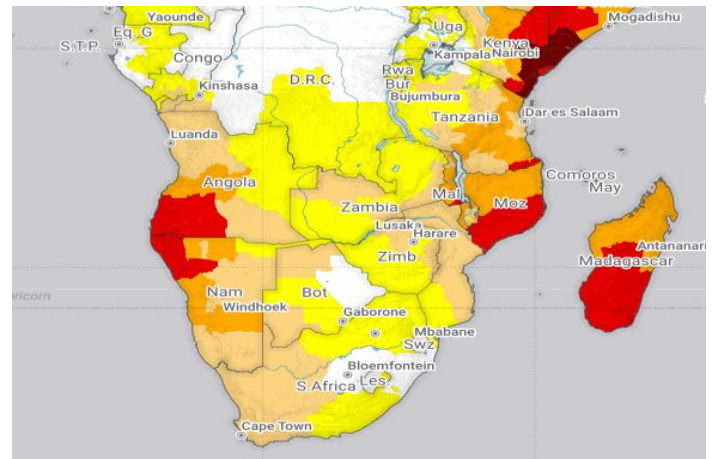 Yaounde
Uga
Mogadishu
S.T.P.
Eq. G
Congo
Kenya
Kampala
Nairobi
D.R.C.
Rwa
Bur
Kinshasa
Bujumbura
Tanzania
Dar es Salaam
Luanda
Angola
Mal
Comoros
May
Zambia
Moz
Lusaka
Harare
Zimb
Antananari
Madagascar
ricorn
Nam
Bot
Windhoek
Gaborone
Mbabane
Swz
Bloemfontein
S.Africa
Les.
Cape Town